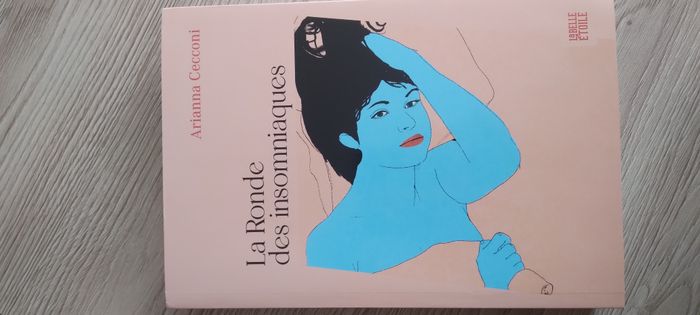 Arianna Cecconi
La Ronde
des insomniaques
LA BELLE
ÉTOILE